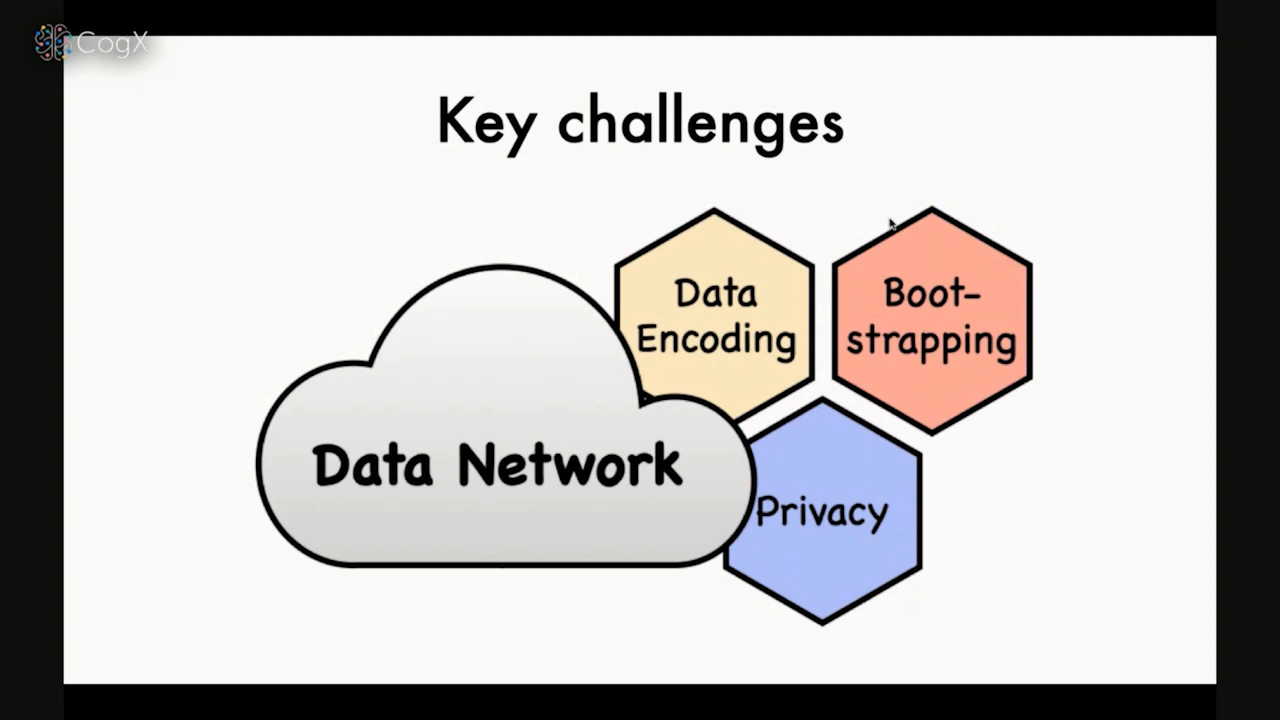 CogX
Key challenges
Data
Encoding
Boot-
strapping
Data Network
Privacy